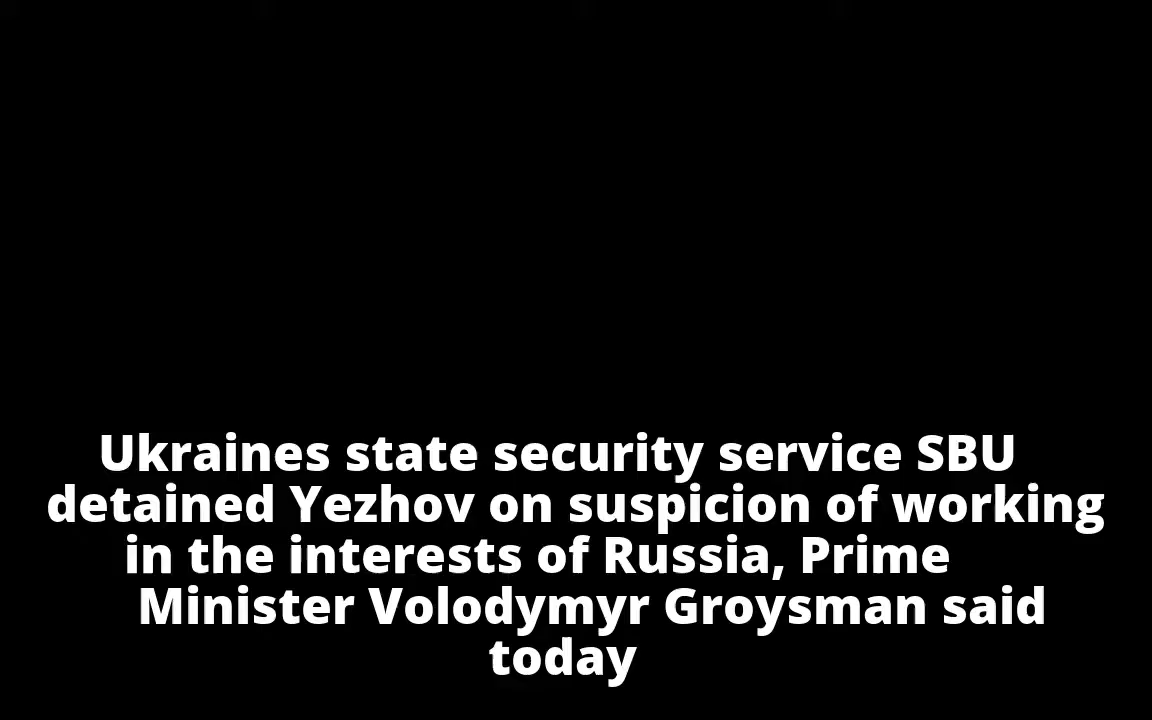 Ukraines state security service SBU
detained Yezhov on suspicion of working
in the interests of Russia, Prime
Minister Volodymyr Groysman said
today